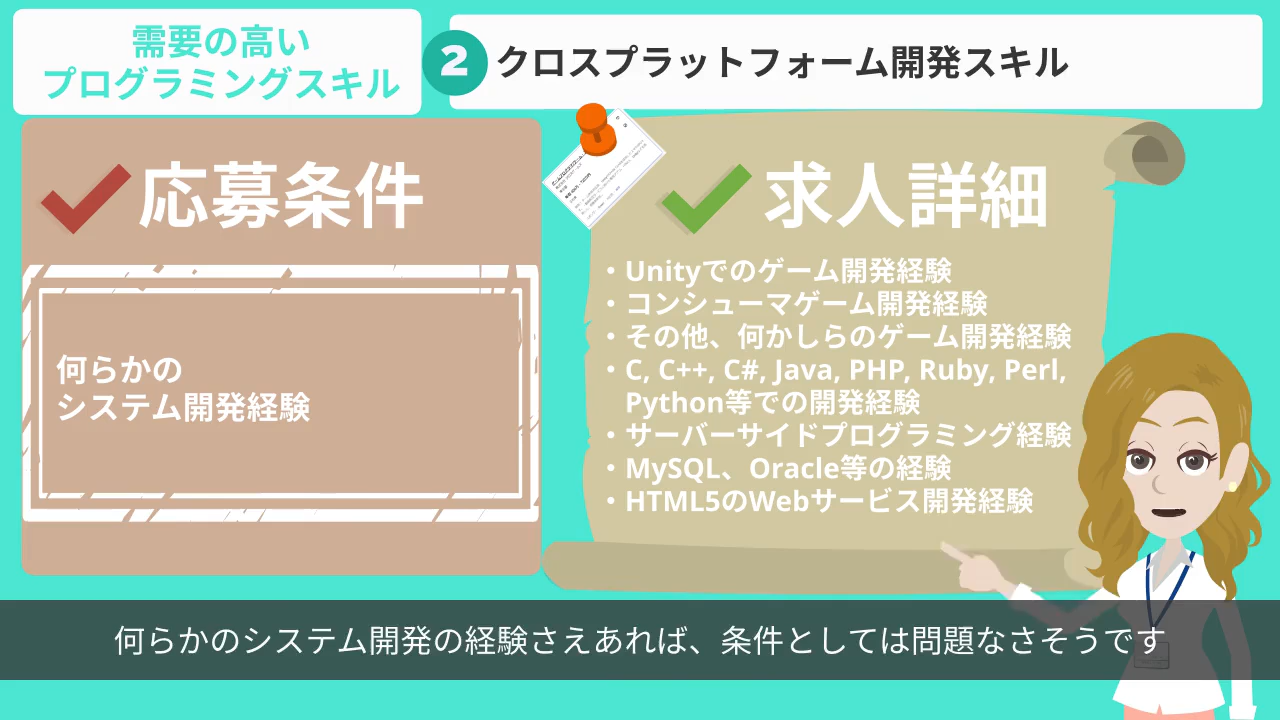 需要の高い
プログラミングスキル
2
クロスプラットフォーム開発スキル
応募条件
何らかの
システム開発経験
求人詳細
・Unityでのゲーム開発経験
・コンシューマゲーム開発経験
・その他、何かしらのゲーム開発経験
・C, C++, C#, Java, PHP, Ruby, Perl,
Python等での開発経験
・サーバーサイドプログラミング経験
・MySQL、Oracle等の経験
・HTML5のWebサービス開発経験
何らかのシステム開発の経験さえあれば、条件としては問題なさそうです